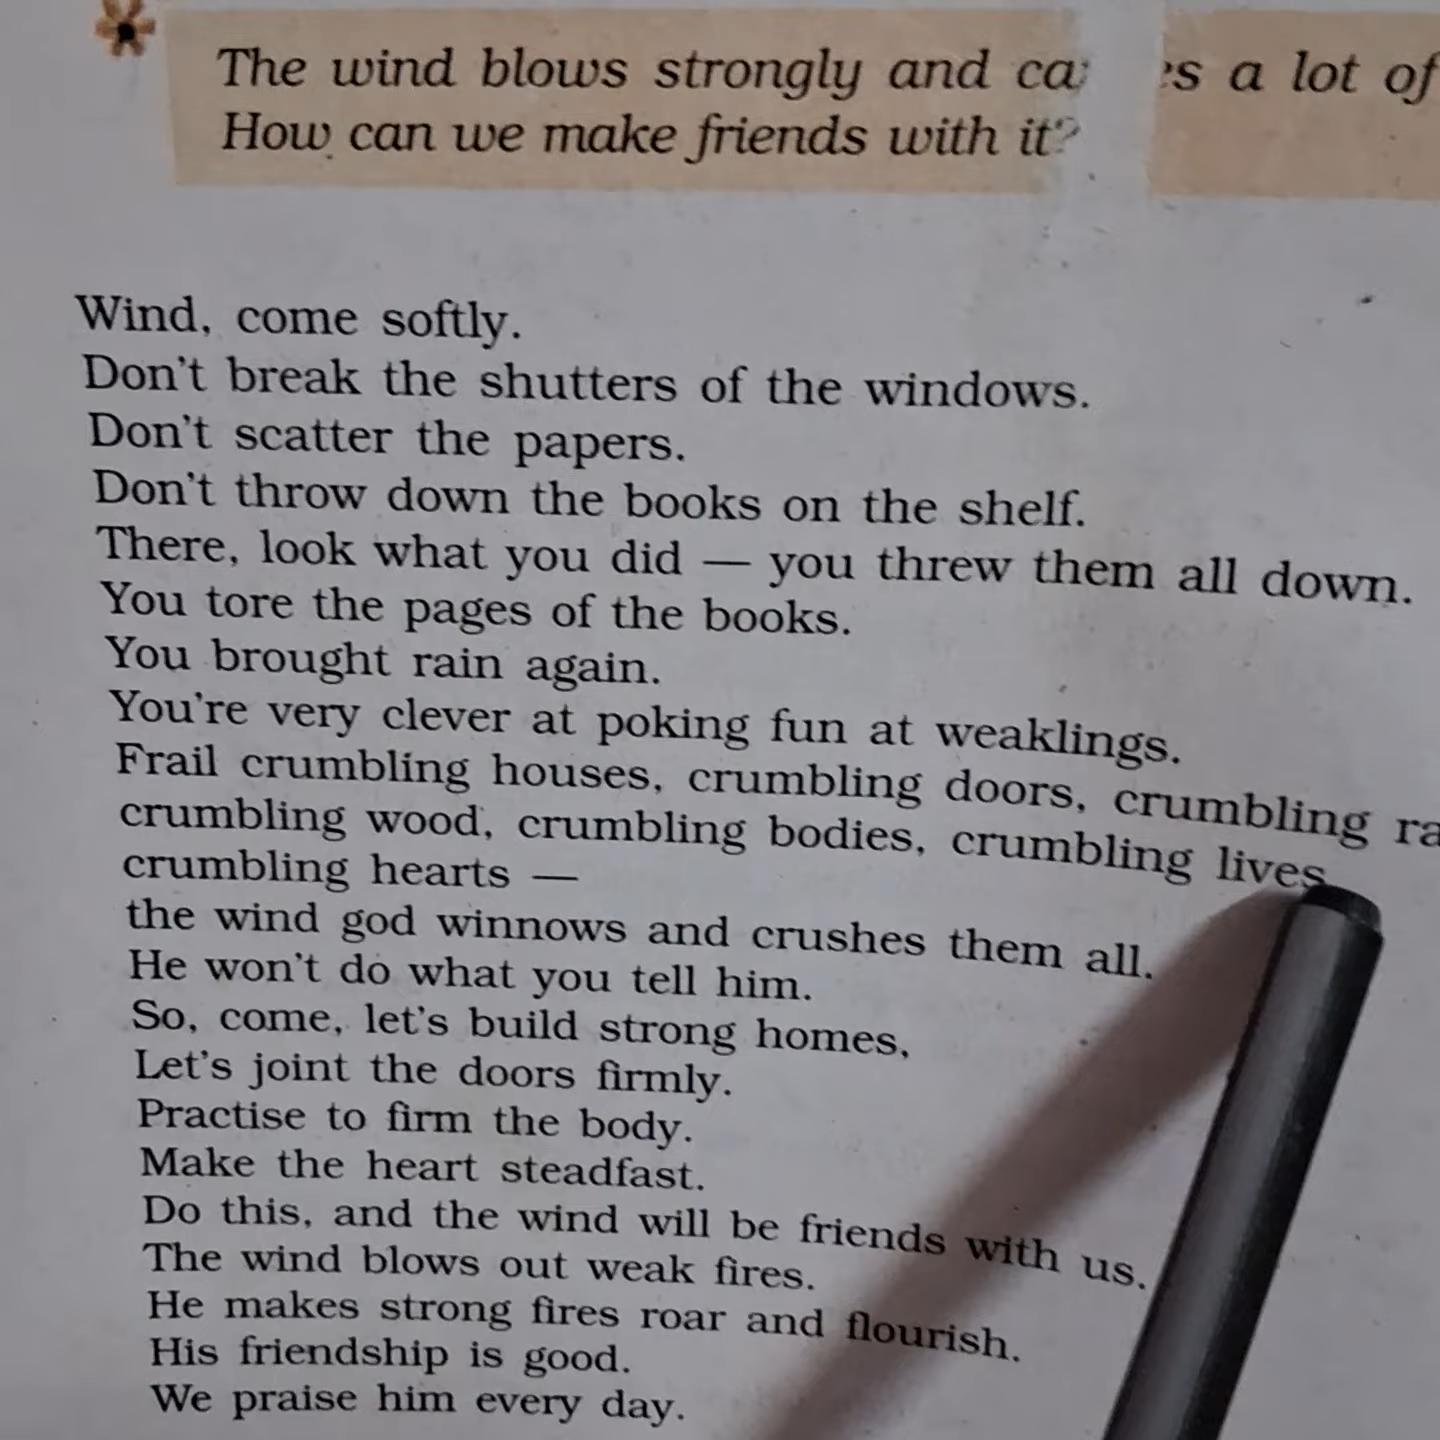 The wind blows strongly and a lot of
How can we make friends with it?
Wind, come softly.
Don't break the shutters of the windows.
Don't scatter the papers.
Don't throw down the books on the shelf.
There, look what you did — you threw them all down.
You tore the pages of the books.
You brought rain again.
You're very clever at poking fun at weaklings.
Frail crumbling houses, crumbling doors, crumbling
crumbling wood, crumbling bodies, crumbling lives
crumbling hearts —
the wind god winnows and crushes them all.
He won't do what you tell him.
So, come, let's build strong homes,
Let's joint the doors firmly.
Practise to firm the body.
Make the heart steadfast.
Do this, and the wind will be friends with us.
The wind blows out weak fires.
He makes strong fires roar and flourish.
His friendship is good.
We praise him every day.